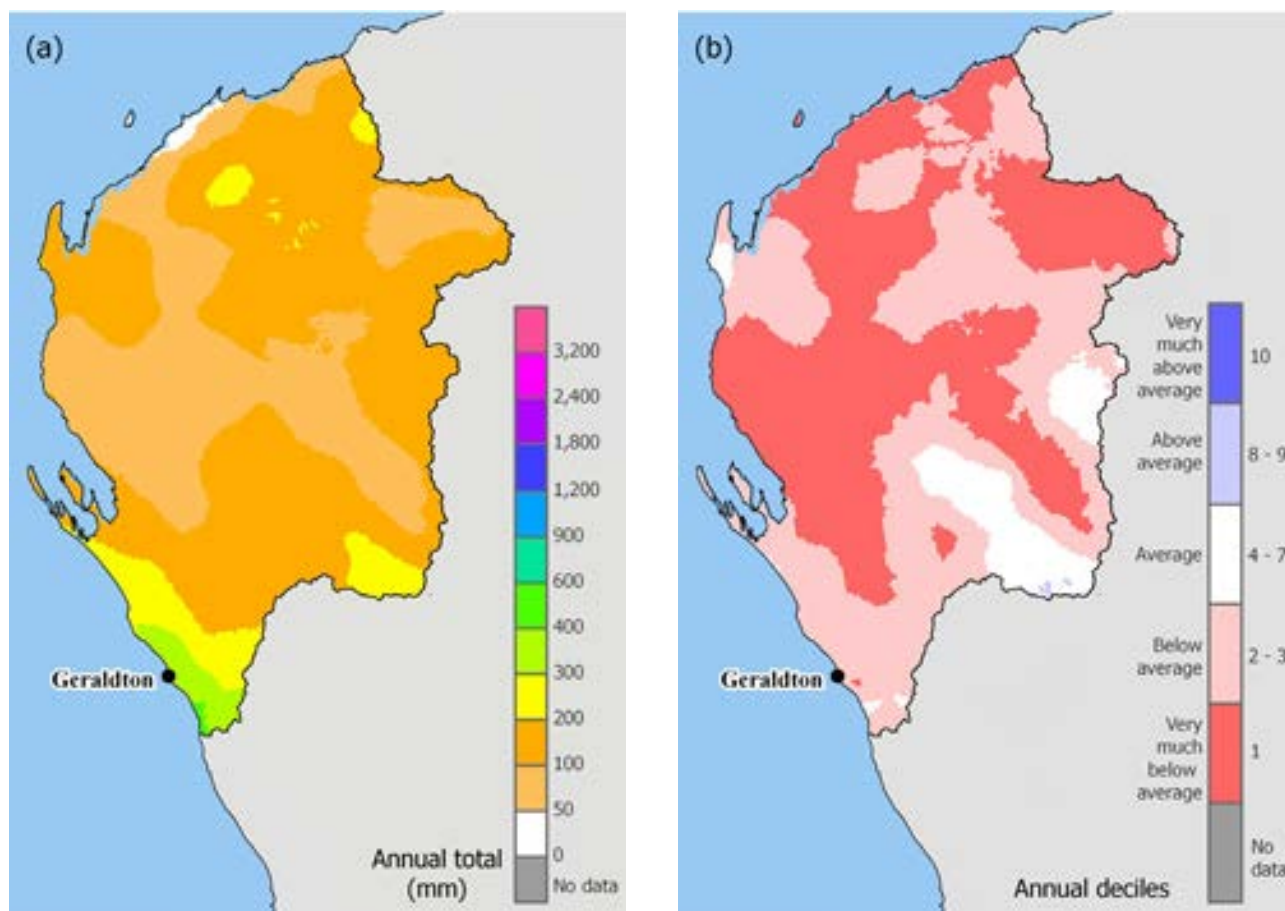 (a)
Geraldton
3,200
2,400
1,800
1,200
900
600
400
300
200
100
50
0
No data
Annual total
(mm)
(b)
Geraldton
Very
much
above
average
10
Above
average
8 - 9
Average
4 - 7
Below
average
2 - 3
Very
much
below
average
1
No
data
Annual deciles